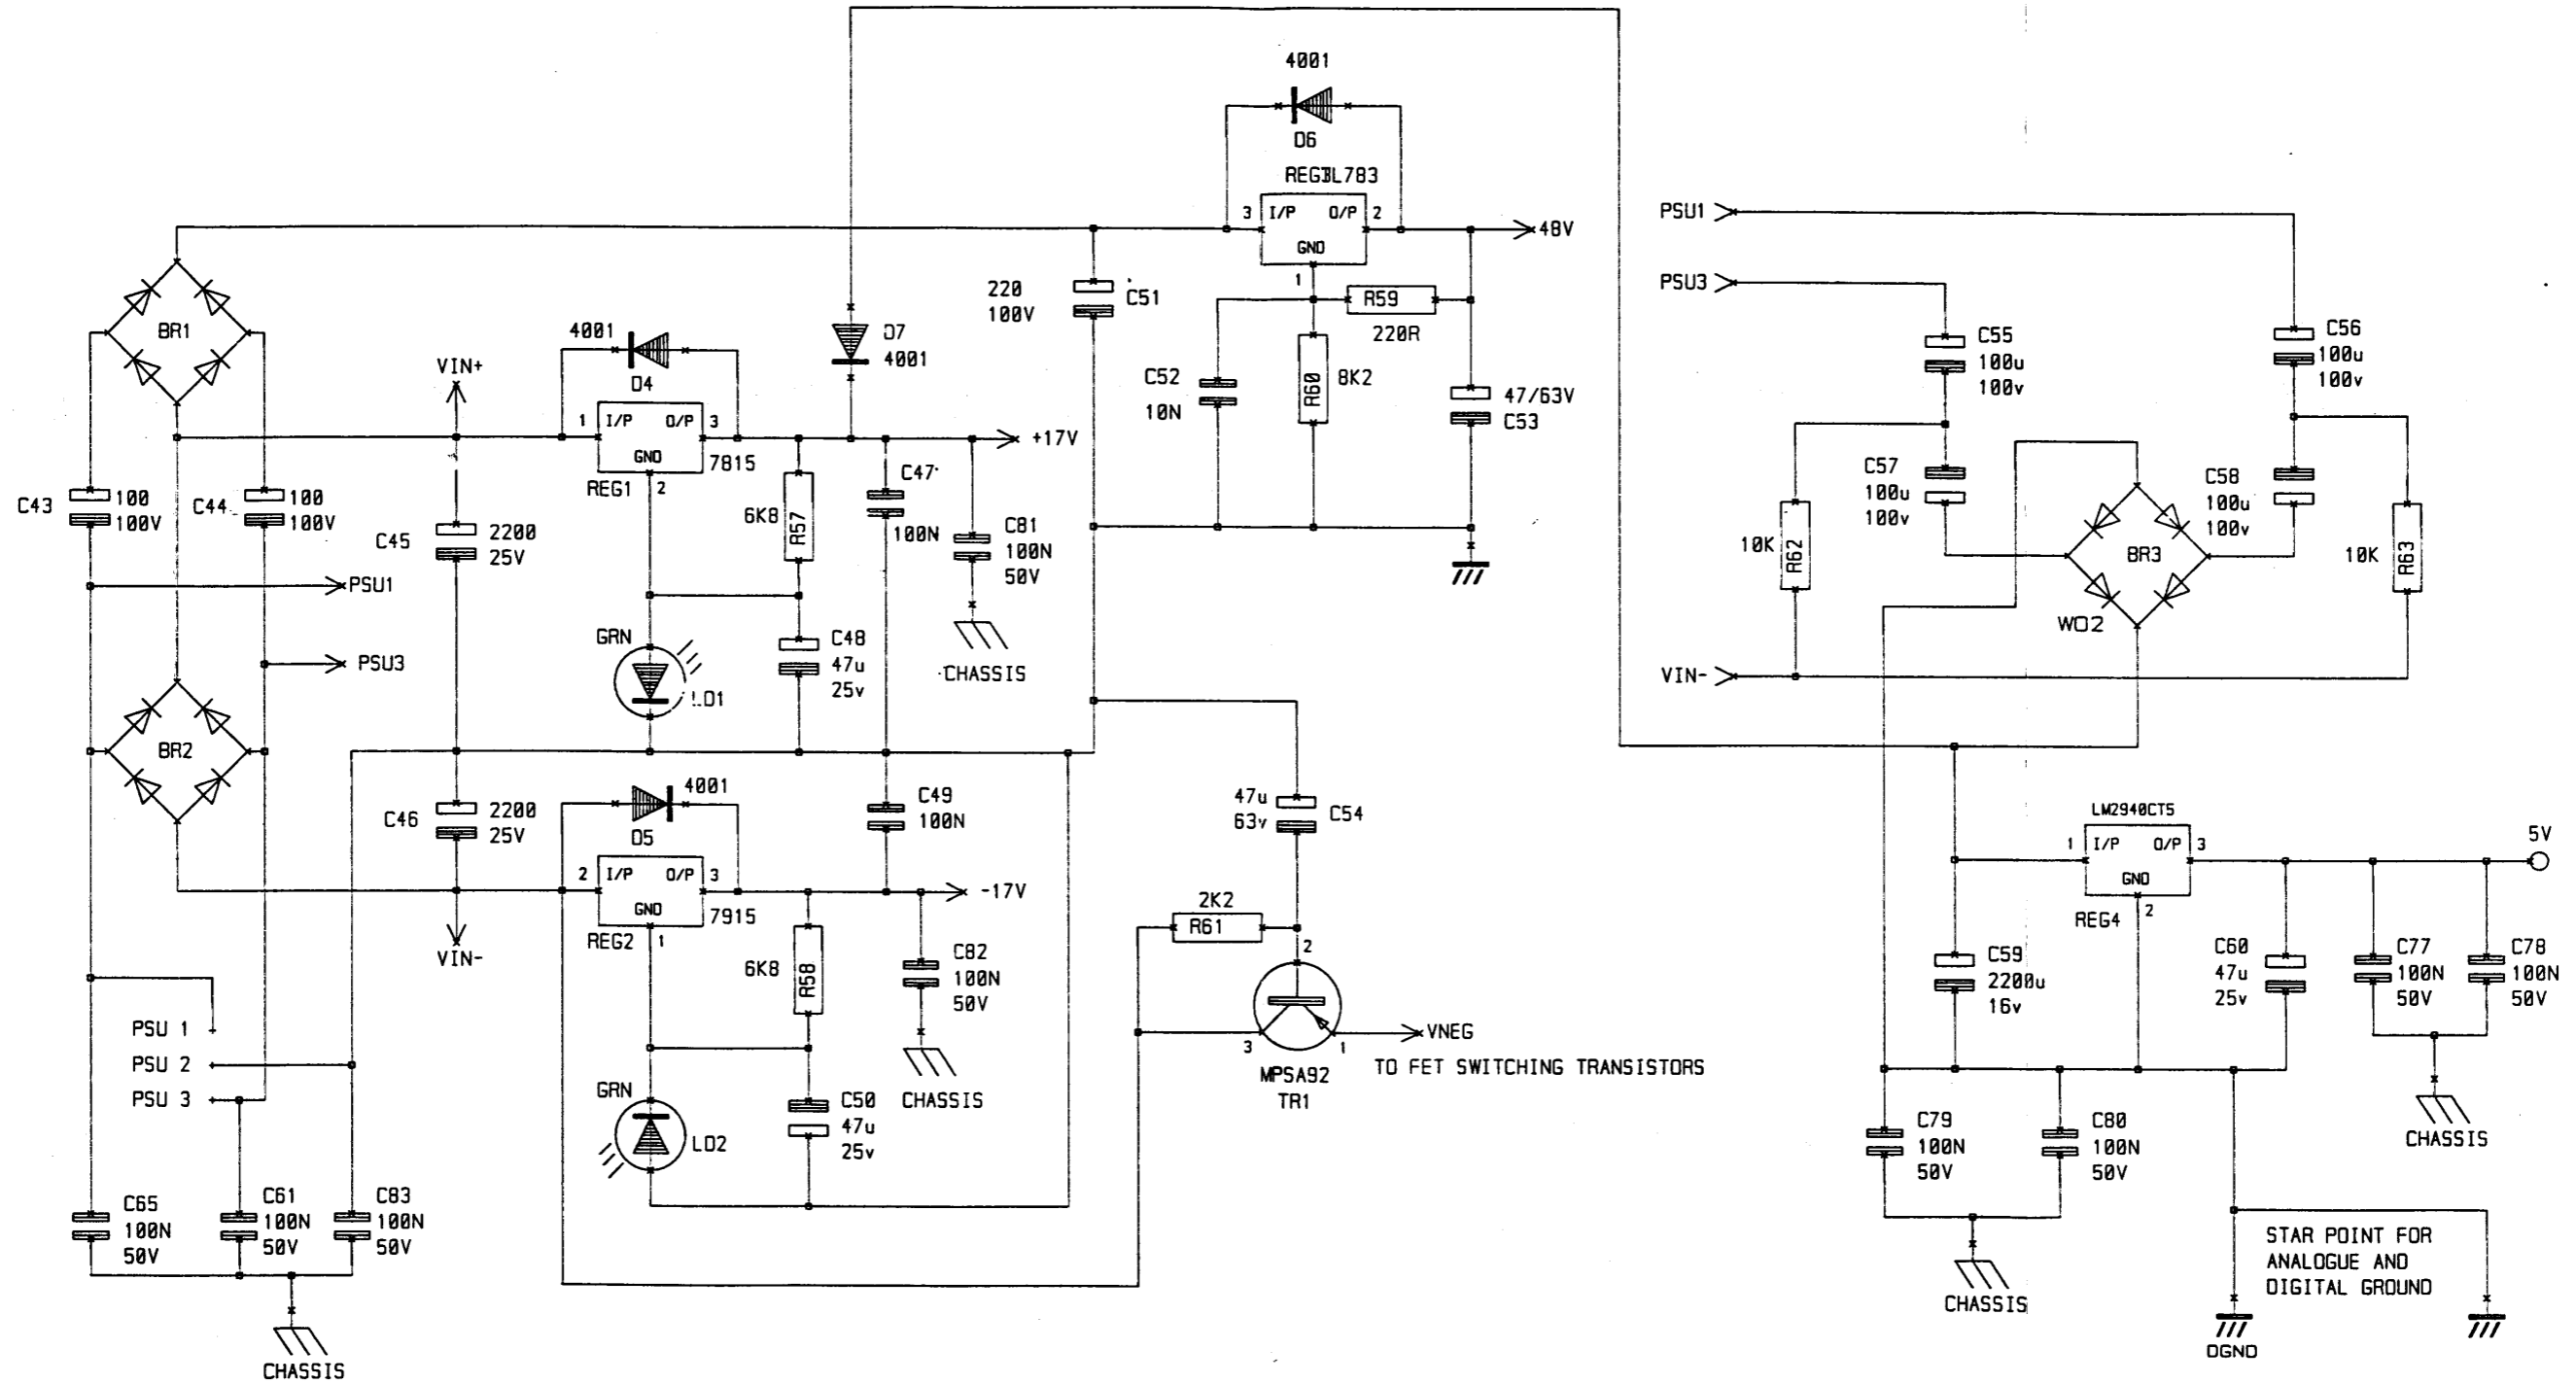 4001
D6
REG3L783
3
I/P
O/P
2
GND
1
48V
PSU1
PSU3
BR1
4001
D4
VIN+
D7
4001
220
100V
C51
R59
220R
C52
10N
R60
8K2
47/63V
C53
C55
100u
100v
C56
100u
100v
1
I/P
O/P
3
GND
7815
REG1
2
+17V
C43
100
100V
C44
100
100V
C45
2200
25V
6K8
R57
C47
100N
C81
100N
50V
CHASSIS
C57
100u
100v
C58
100u
100v
10K
R62
BR3
W02
10K
R63
PSU1
PSU3
GRN
LD1
C48
47u
25v
VIN-
BR2
C46
2200
25V
4001
D5
C49
100N
2
I/P
O/P
3
GND
7915
REG2
1
-17V
VIN-
6K8
R58
C82
100N
50V
CHASSIS
47u
63v
C54
2K2
R61
2
3
1
VNEG
MPSA92
TR1
TO FET SWITCHING TRANSISTORS
LM2940CT5
1
I/P
O/P
3
GND
REG4
2
5V
C59
2200u
16v
C60
47u
25v
C77
100N
50V
C78
100N
50V
CHASSIS
PSU 1
PSU 2
PSU 3
GRN
LD2
C50
47u
25v
C79
100N
50V
C80
100N
50V
CHASSIS
C65
100N
50V
C61
100N
50V
C83
100N
50V
CHASSIS
STAR POINT FOR
ANALOGUE AND
DIGITAL GROUND
DGND